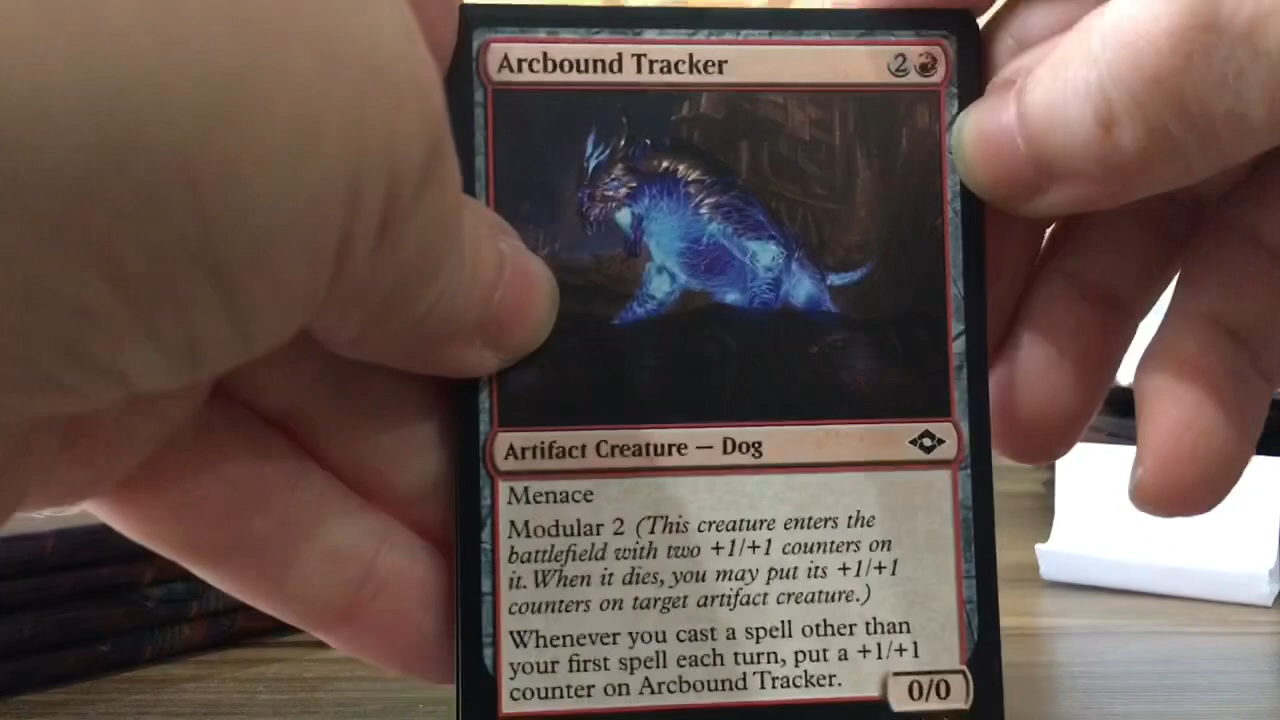 Arcbound Tracker 2
Artifact Creature — Dog
Menace
Modular 2 (This creature enters the
battlefield with two +1/+1 counters on
it. When it dies, you may put its +1/+1
counters on target artifact creature.)
Whenever you cast a spell other than
your first spell each turn, put a +1/+1
counter on Arcbound Tracker.
0/0